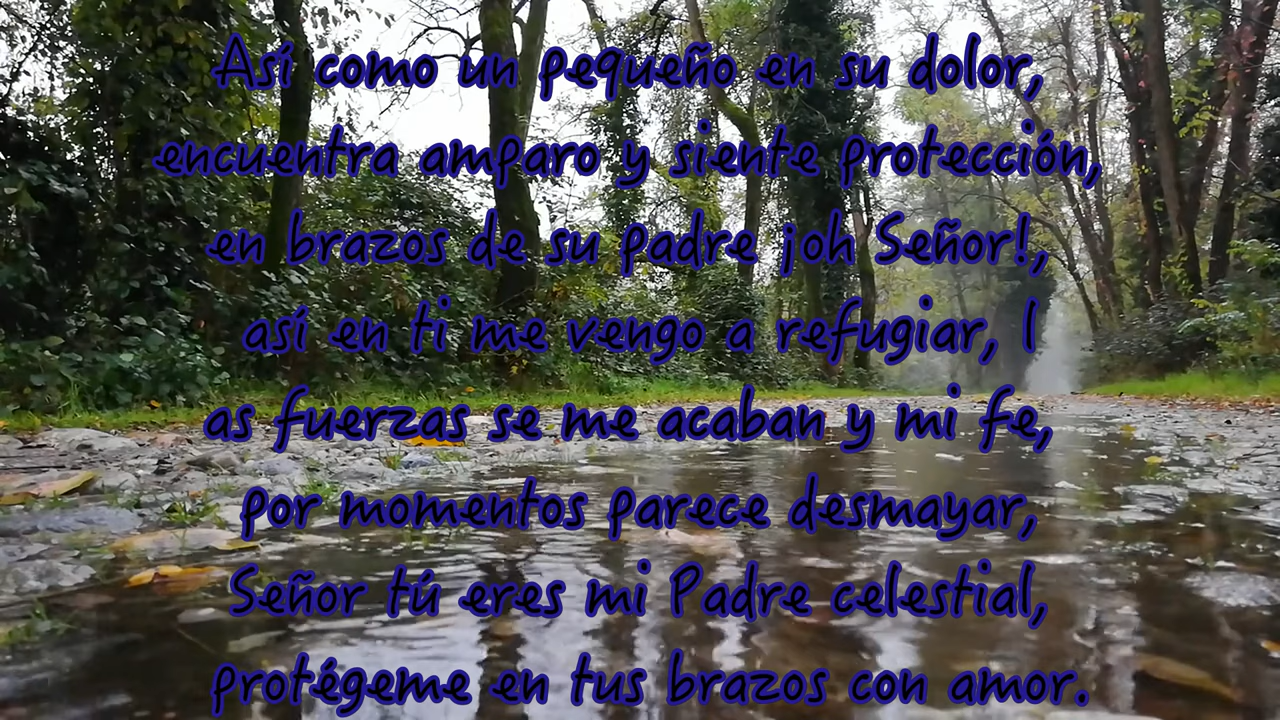 Así como un pequeño en su dolor,
encuentra amparo y siente protección,
en brazos de su padre ¡oh Señor!,
así en ti me vengo a refugiar, l
as fuerzas se me acaban y mi fe,
por momentos parece desmayar,
Señor tú eres mi Padre celestial,
protégeme en tus brazos con amor.